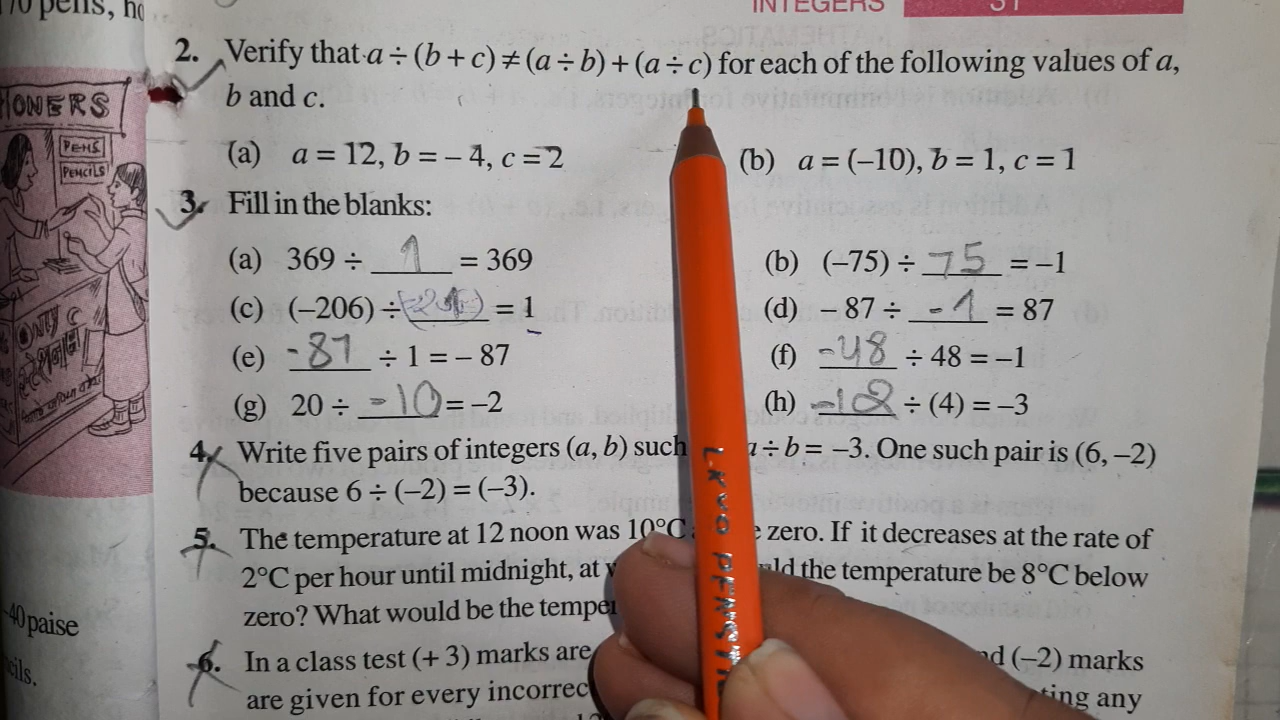 INTEGERS 31
2. Verify that a ÷ (b + c) ≠ (a ÷ b) + (a ÷ c) for each of the following values of a,
b and c.
(a) a = 12, b = – 4, c = 2 (b) a = (–10), b = 1, c = 1
3. Fill in the blanks:
(a) 369 ÷ 1 = 369 (b) (–75) ÷ 75 = –1
(c) (–206) ÷ = 1 (d) – 87 ÷ -1 = 87
(e) -87 ÷ 1 = – 87 (f) -48 ÷ 48 = –1
(g) 20 ÷ -10 = –2 (h) -12 ÷ (4) = –3
4. Write five pairs of integers (a, b) such a ÷ b = –3. One such pair is (6, –2)
because 6 ÷ (–2) = (–3).
5. The temperature at 12 noon was 10°C zero. If it decreases at the rate of
2°C per hour until midnight, at the temperature be 8°C below
zero? What would be the
6. In a class test (+ 3) marks are (–2) marks
are given for every any
IONERS
PENS
PENCILS
40 paise